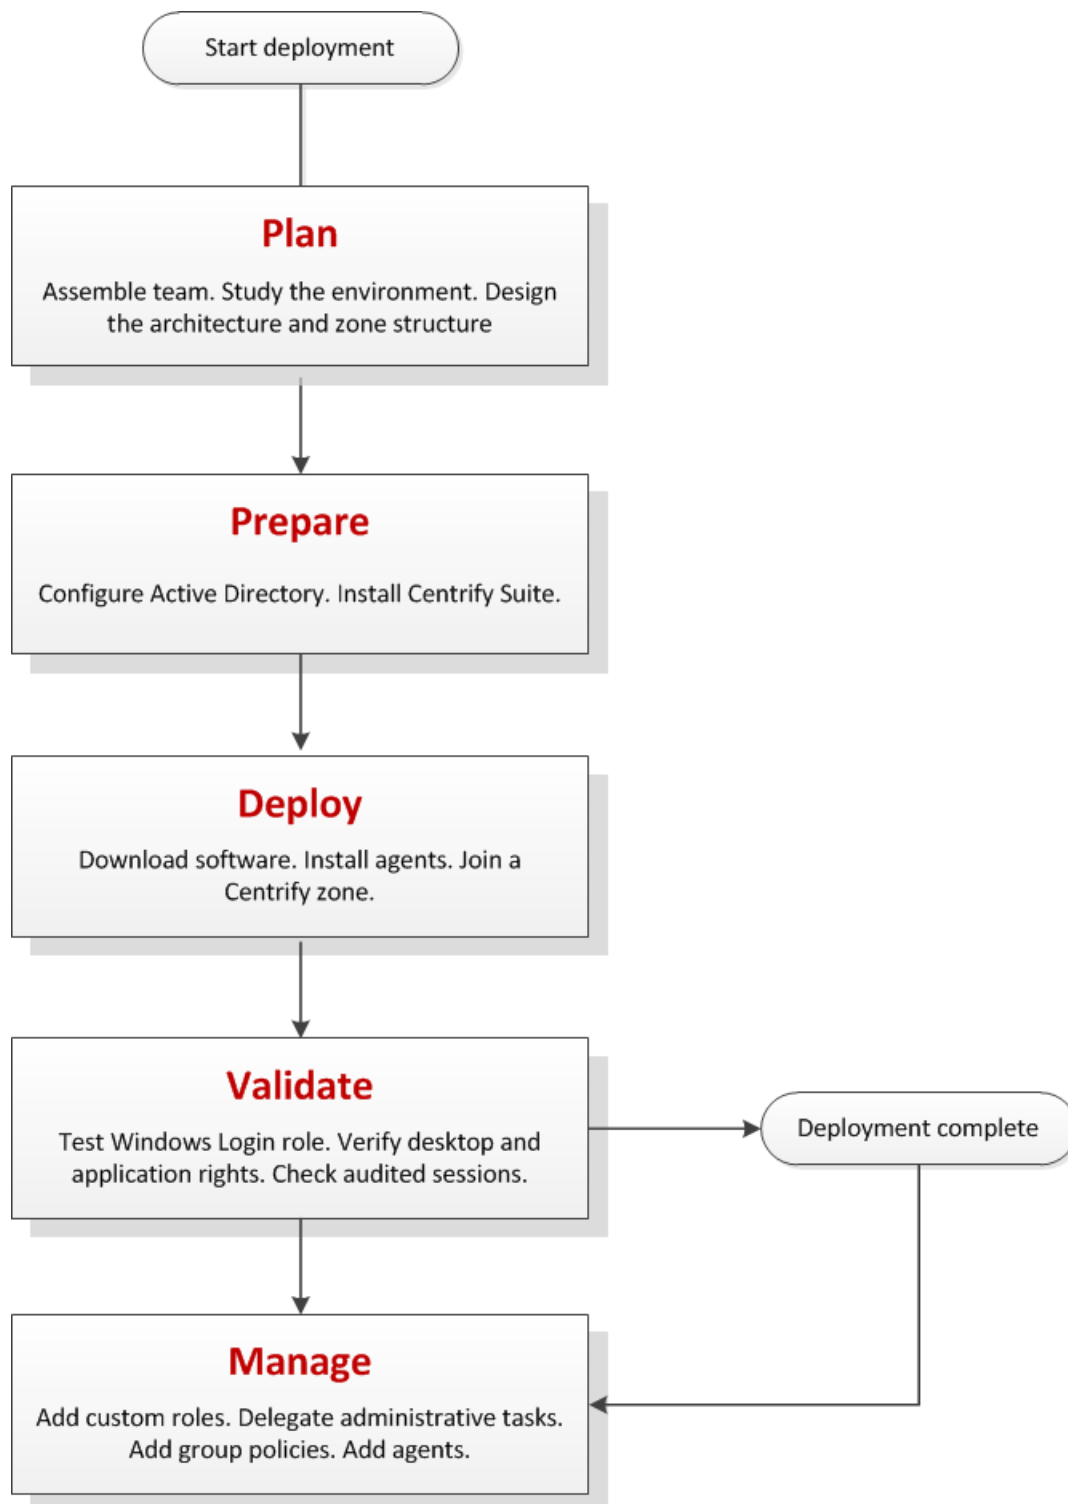 Start deployment
Plan
Assemble team. Study the environment. Design
the architecture and zone structure
Prepare
Configure Active Directory. Install Centrify Suite.
Deploy
Download software. Install agents. Join a
Centrify zone.
Validate
Test Windows Login role. Verify desktop and
application rights. Check audited sessions.
Deployment complete
Manage
Add custom roles. Delegate administrative tasks.
Add group policies. Add agents.